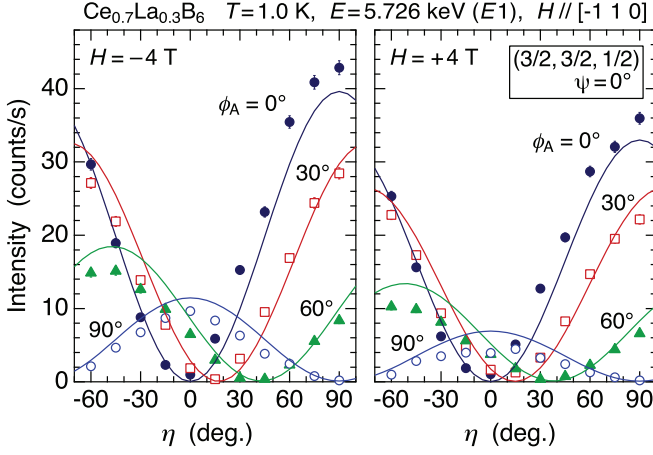 Ce0.7La0.3B6 T=1.0 K, E=5.726 keV (E1), H // [-1 1 0]
H = −4 T
H = +4 T
(3/2, 3/2, 1/2)
ψ=0°
ϕA = 0°
30°
60°
90°
ϕA = 0°
30°
60°
90°
Intensity (counts/s)
40
30
20
10
0
-60 -30 0 30 60 90
-60 -30 0 30 60 90
η (deg.)
η (deg.)